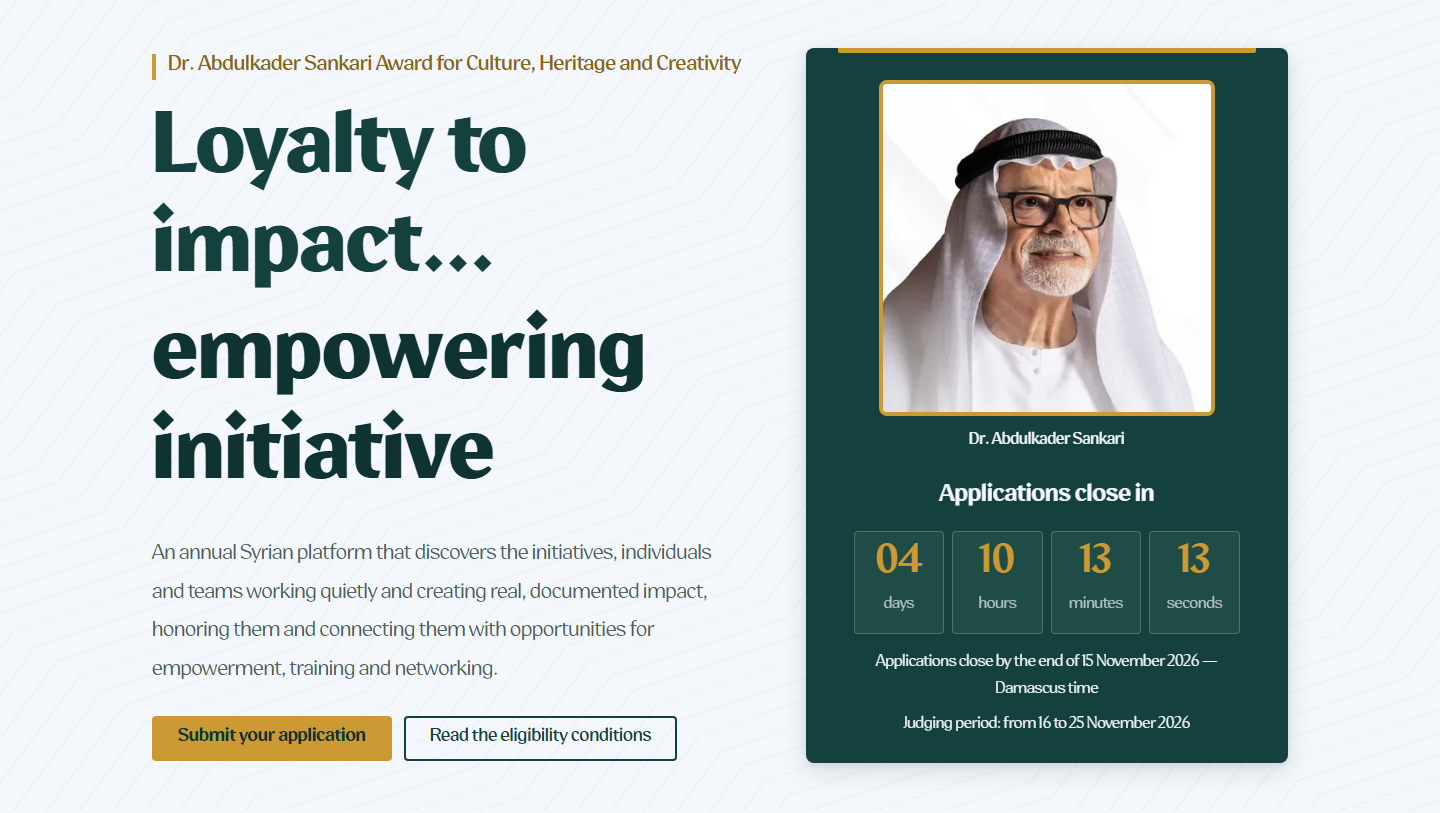 Dr. Abdulkader Sankari Award for Culture, Heritage and Creativity
Loyalty to
impact...
empowering
initiative
An annual Syrian platform that discovers the initiatives, individuals
and teams working quietly and creating real, documented impact,
honoring them and connecting them with opportunities for
empowerment, training and networking.
Submit your application
Read the eligibility conditions
Dr. Abdulkader Sankari
Applications close in
04 10 13 13
days hours minutes seconds
Applications close by the end of 15 November 2026 —
Damascus time
Judging period: from 16 to 25 November 2026